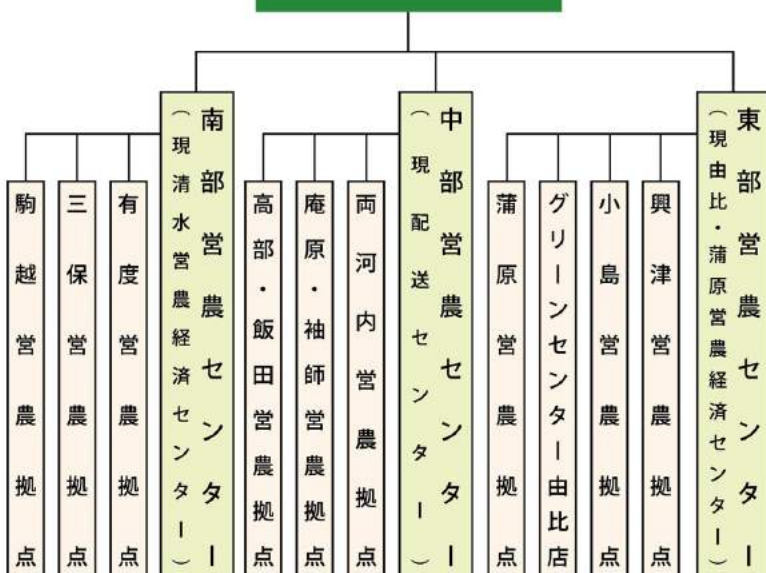 東部営農センター
（現由比・蒲原営農経済センター）
興津営農拠点
小島営農拠点
グリーンセンター由比店
蒲原営農拠点
中部営農センター
（現配送センター）
両河内営農拠点
庵原・袖師営農拠点
高部・飯田営農拠点
南部営農センター
（現清水営農経済センター）
有度営農拠点
三保営農拠点
駒越営農拠点